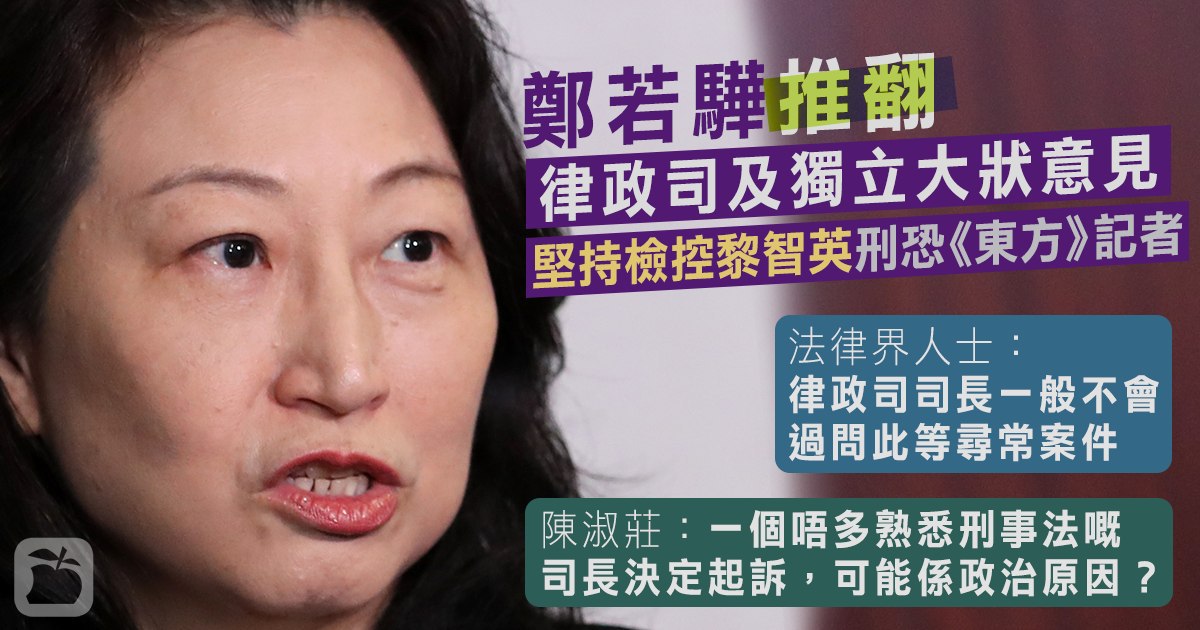 鄭若驊推翻
律政司及獨立大狀意見
堅持檢控黎智英刑恐《東方》記者
法律界人士：
律政司司長一般不會
過問此等尋常案件
陳淑莊：一個唔多熟悉刑事法嘅
司長決定起訴，可能係政治原因？